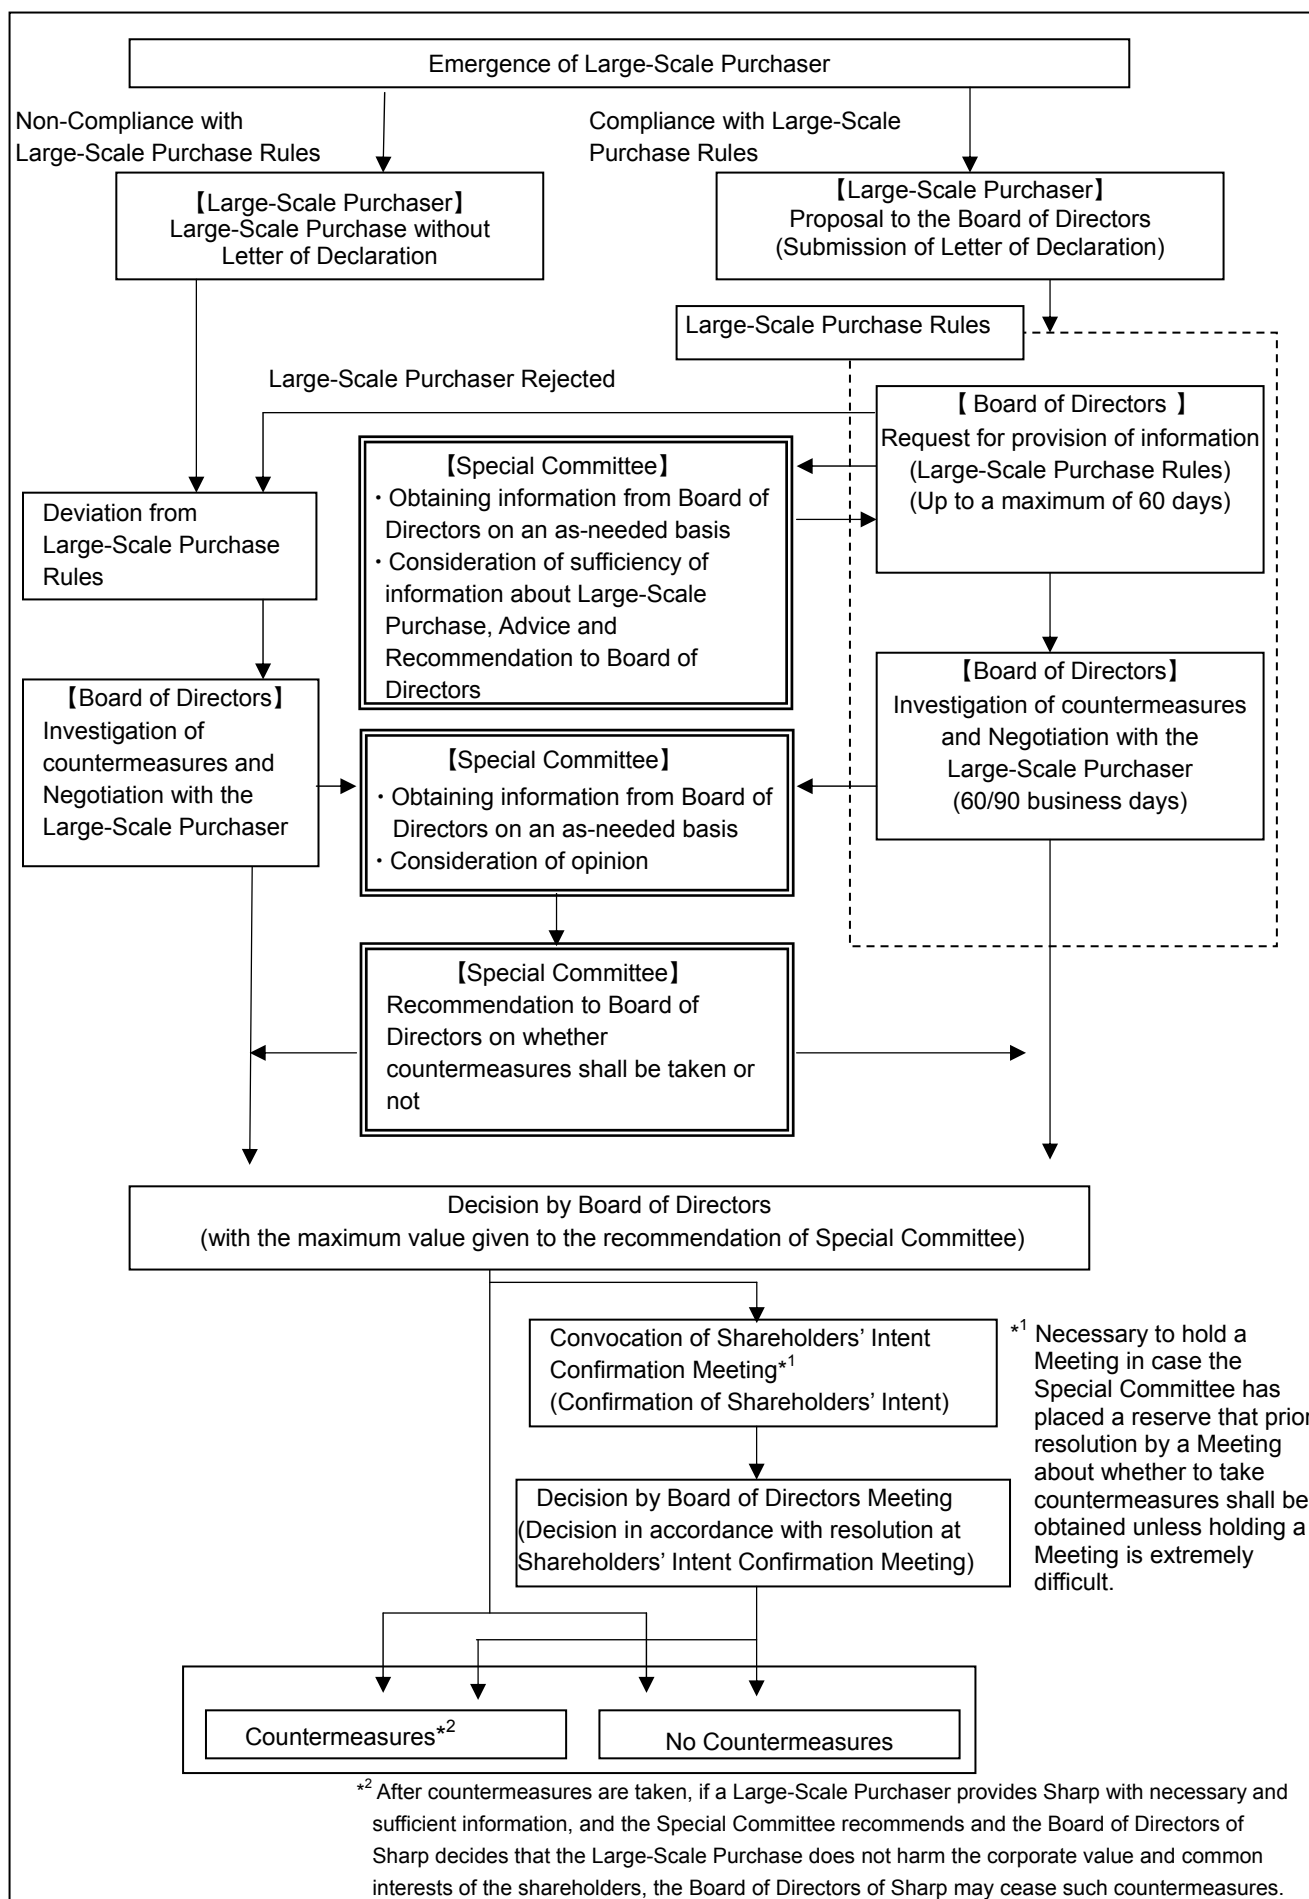 Emergence of Large-Scale Purchaser
Non-Compliance with
Large-Scale Purchase Rules
Compliance with Large-Scale
Purchase Rules
【Large-Scale Purchaser】
Large-Scale Purchase without
Letter of Declaration
【Large-Scale Purchaser】
Proposal to the Board of Directors
(Submission of Letter of Declaration)
Large-Scale Purchase Rules
Large-Scale Purchaser Rejected
【 Board of Directors 】
Request for provision of information
(Large-Scale Purchase Rules)
(Up to a maximum of 60 days)
【Special Committee】
・Obtaining information from Board of
Directors on an as-needed basis
・Consideration of sufficiency of
information about Large-Scale
Purchase, Advice and
Recommendation to Board of
Directors
Deviation from
Large-Scale Purchase
Rules
【Board of Directors】
Investigation of
countermeasures and
Negotiation with the
Large-Scale Purchaser
【Board of Directors】
Investigation of countermeasures
and Negotiation with the
Large-Scale Purchaser
(60/90 business days)
【Special Committee】
・Obtaining information from Board of
Directors on an as-needed basis
・Consideration of opinion
【Special Committee】
Recommendation to Board of
Directors on whether
countermeasures shall be taken or
not
Decision by Board of Directors
(with the maximum value given to the recommendation of Special Committee)
Convocation of Shareholders’ Intent
Confirmation Meeting*1
(Confirmation of Shareholders’ Intent)
*1 Necessary to hold a
Meeting in case the
Special Committee has
placed a reserve that prior
resolution by a Meeting
about whether to take
countermeasures shall be
obtained unless holding a
Meeting is extremely
difficult.
Decision by Board of Directors Meeting
(Decision in accordance with resolution at
Shareholders’ Intent Confirmation Meeting)
Countermeasures*2
No Countermeasures
*2 After countermeasures are taken, if a Large-Scale Purchaser provides Sharp with necessary and
sufficient information, and the Special Committee recommends and the Board of Directors of
Sharp decides that the Large-Scale Purchase does not harm the corporate value and common
interests of the shareholders, the Board of Directors of Sharp may cease such countermeasures.